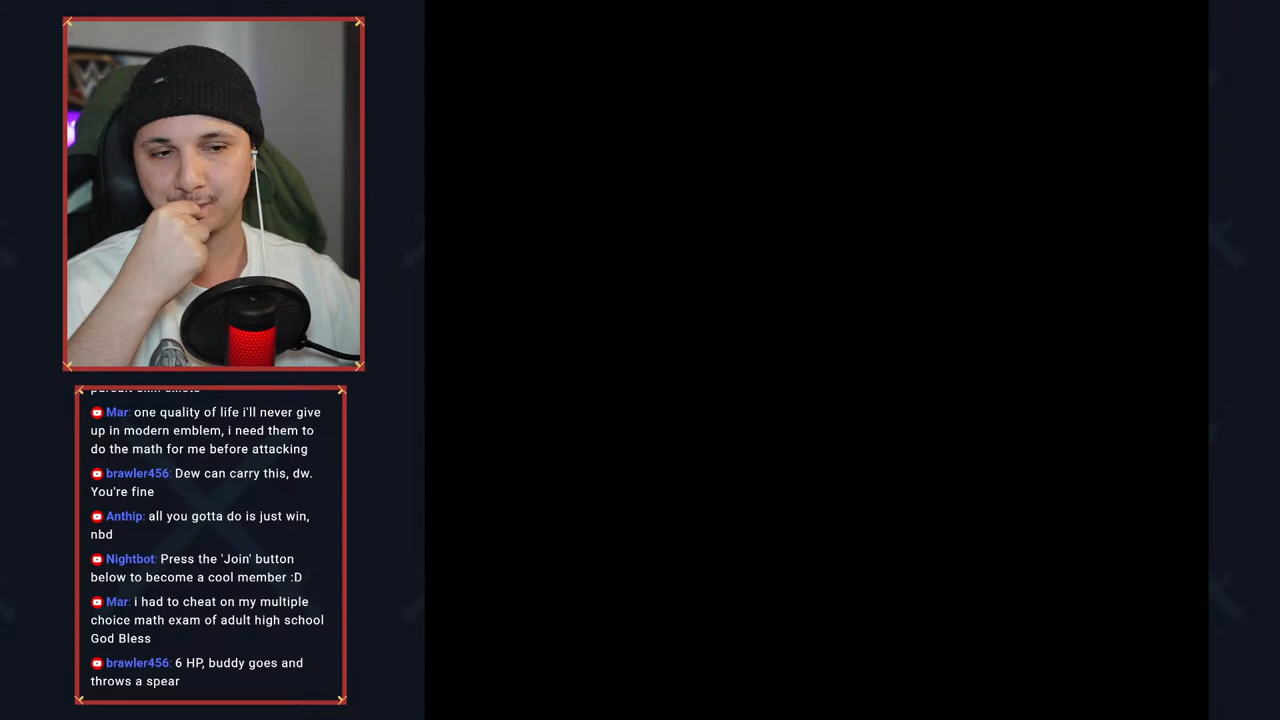 Mar: one quality of life i'll never give
up in modern emblem, i need them to
do the math for me before attacking
brawler456: Dew can carry this, dw.
You're fine
Anthip: all you gotta do is just win,
nbd
Nightbot: Press the 'Join' button
below to become a cool member :D
Mar: i had to cheat on my multiple
choice math exam of adult high school
God Bless
brawler456: 6 HP, buddy goes and
throws a spear